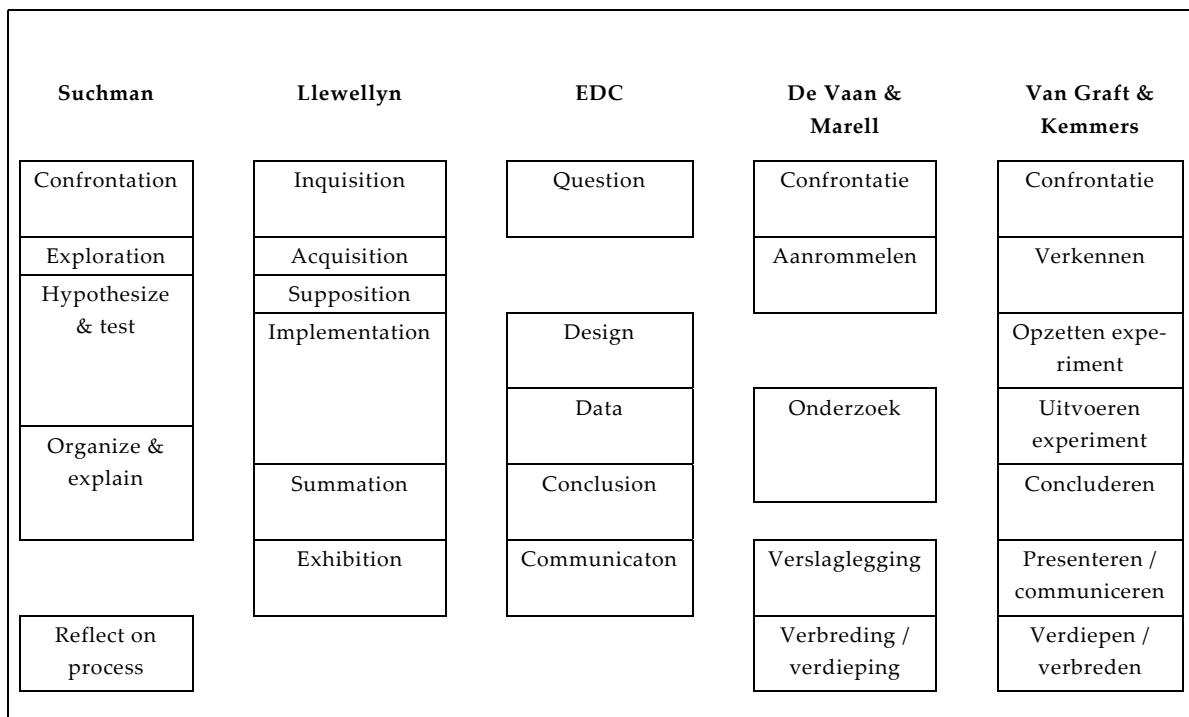 Suchman
Llewellyn
EDC
De Vaan &
Marell
Van Graft &
Kemmers
Confrontation
Inquisition
Question
Confrontatie
Confrontatie
Exploration
Acquisition
Aanrommelen
Verkennen
Hypothesize
& test
Supposition
Implementation
Design
Opzetten expe-
riment
Data
Onderzoek
Uitvoeren
experiment
Organize &
explain
Summation
Conclusion
Concluderen
Exhibition
Communicaton
Verslaglegging
Presenteren /
communiceren
Reflect on
process
Verbreding /
verdieping
Verdiepen /
verbreden